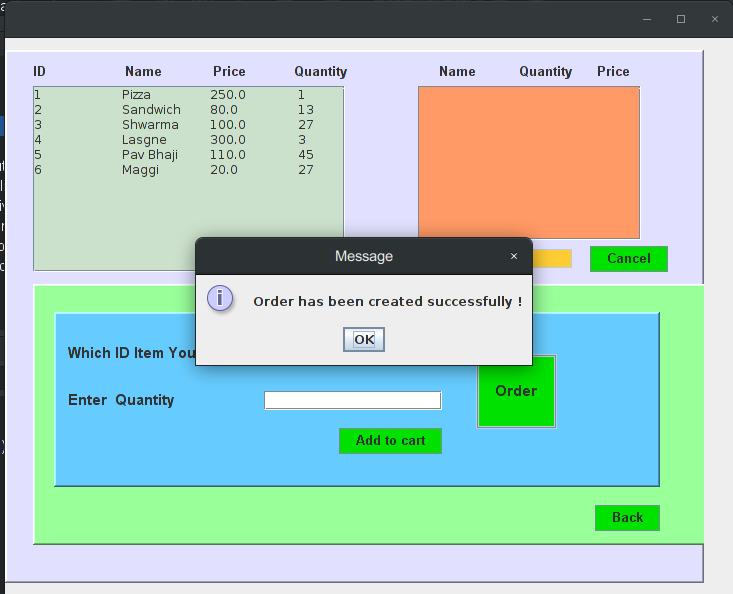 ID Name Price Quantity Name Quantity Price
1 Pizza 250.0 1
2 Sandwich 80.0 13
3 Shwarma 100.0 27
4 Lasgne 300.0 3
5 Pav Bhaji 110.0 45
6 Maggi 20.0 27
Cancel
Message
Order has been created successfully !
OK
Which ID Item You
Order
Enter Quantity
Add to cart
Back